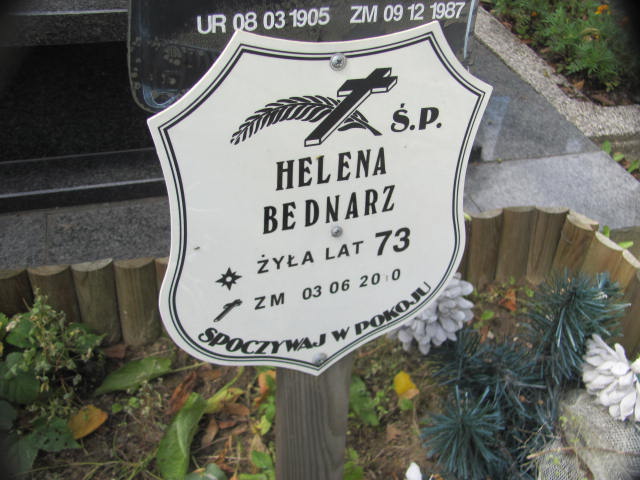 UR 08 03 1905 ZM 09 12 1987
Ś.P.
HELENA
BEDNARZ
ŻYŁA LAT 73
ZM 03 06 2010
SPOCZYWAJ W POKOJU